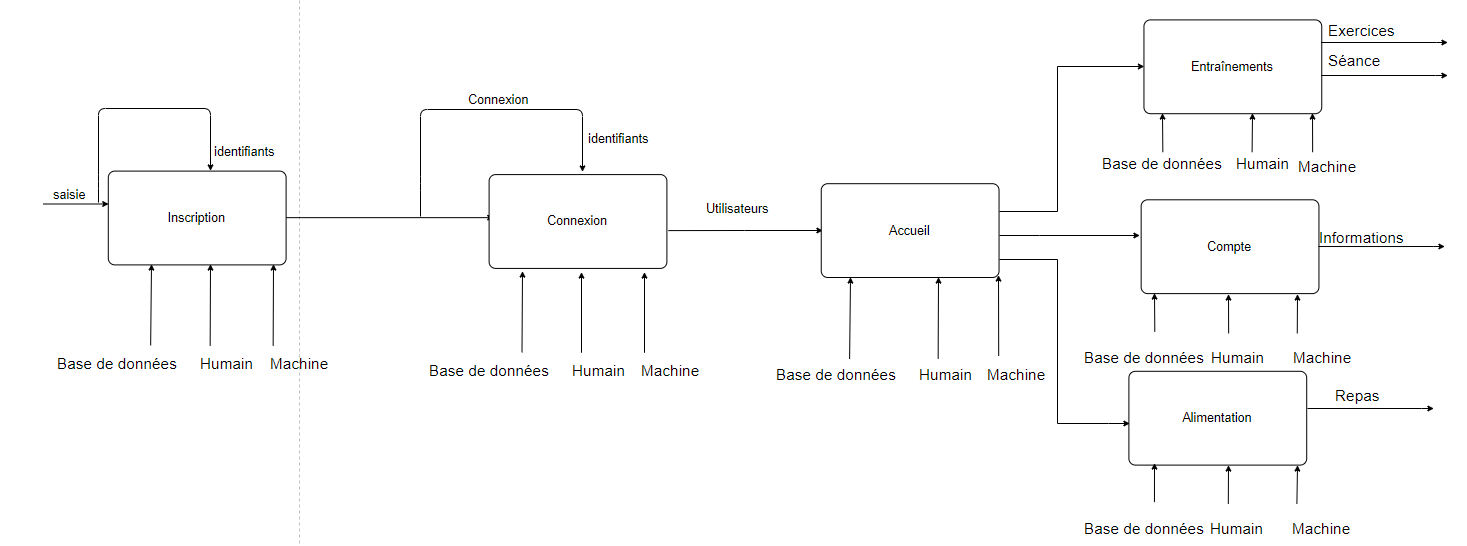 saisie
identifiants
Inscription
Base de données
Humain
Machine
Connexion
identifiants
Connexion
Base de données
Humain
Machine
Utilisateurs
Accueil
Base de données
Humain
Machine
Entraînements
Exercices
Séance
Base de données
Humain
Machine
Compte
Informations
Base de données
Humain
Machine
Alimentation
Repas
Base de données
Humain
Machine